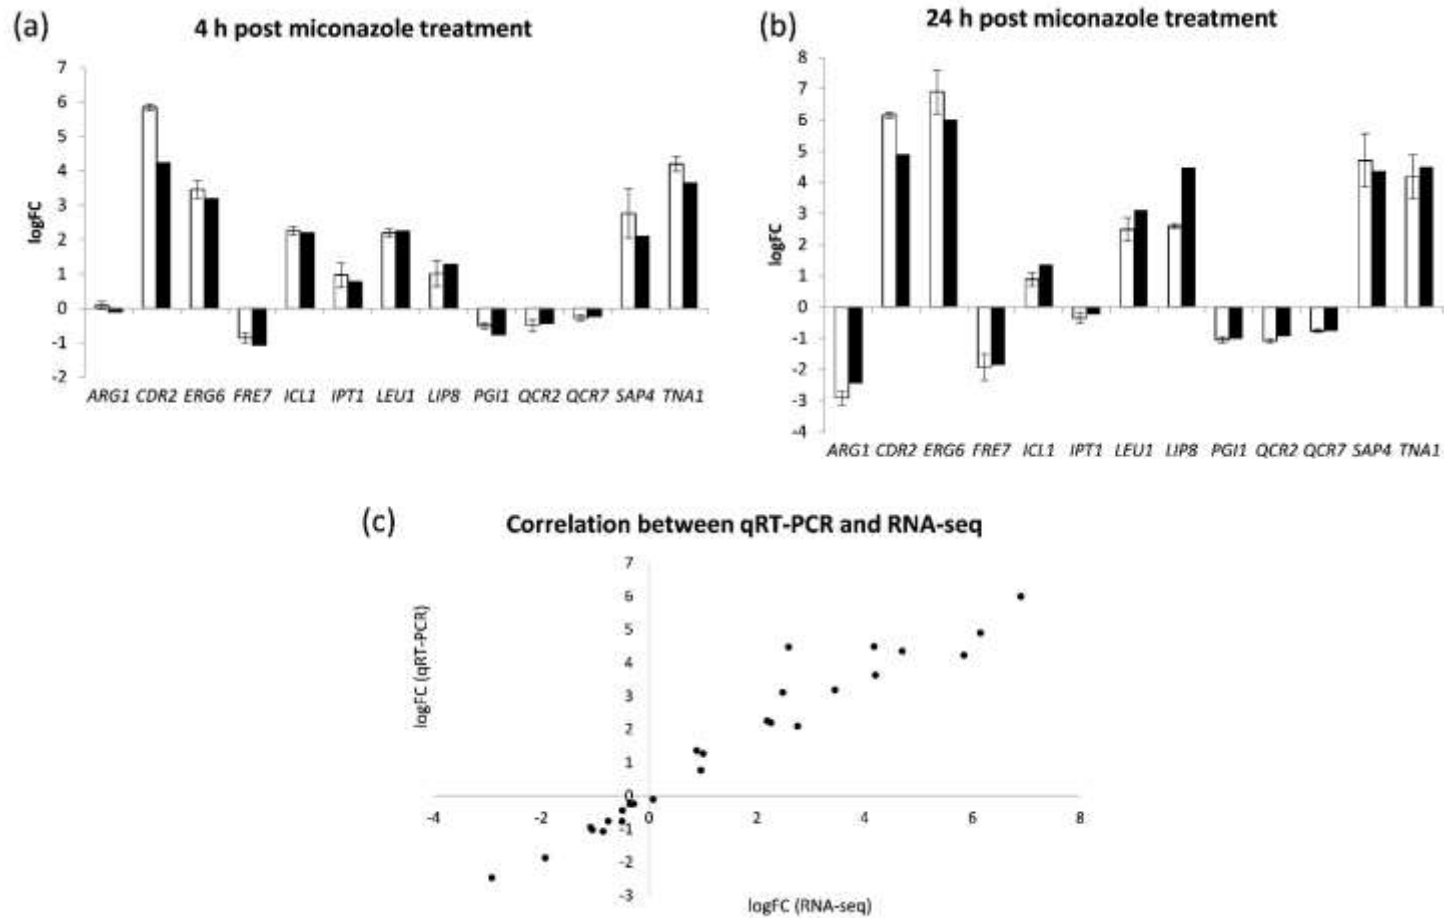 (a)
4 h post miconazole treatment
7
6
5
4
3
2
1
0
-1
-2
logFC
ARG1 CDR2 ERG6 FRE7 ICL1 IPT1 LEU1 LIP8 PGI1 QCR2 QCR7 SAP4 TNA1
(b)
24 h post miconazole treatment
8
7
6
5
4
3
2
1
0
-1
-2
-3
-4
logFC
ARG1 CDR2 ERG6 FRE7 ICL1 IPT1 LEU1 LIP8 PGI1 QCR2 QCR7 SAP4 TNA1
(c)
Correlation between qRT-PCR and RNA-seq
7
6
5
4
3
2
1
0
-1
-2
-3
logFC (qRT-PCR)
-4 -2 0 2 4 6 8
logFC (RNA-seq)